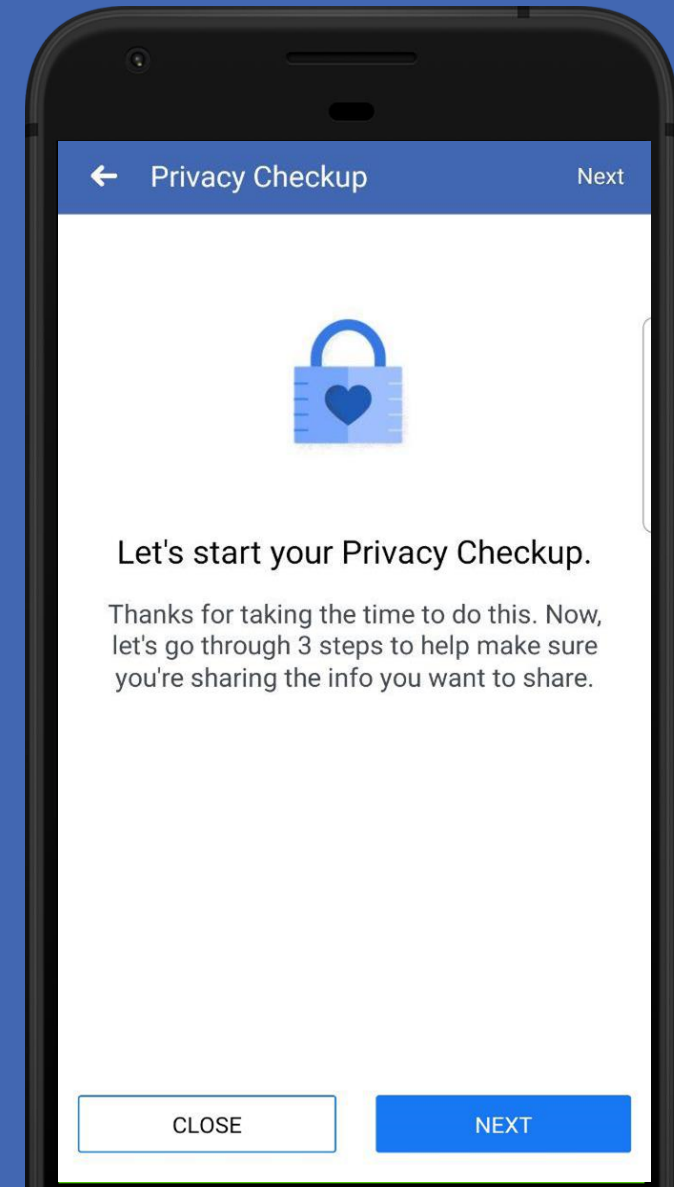 Privacy Checkup
Next
Let's start your Privacy Checkup.
Thanks for taking the time to do this. Now,
let's go through 3 steps to help make sure
you're sharing the info you want to share.
CLOSE
NEXT